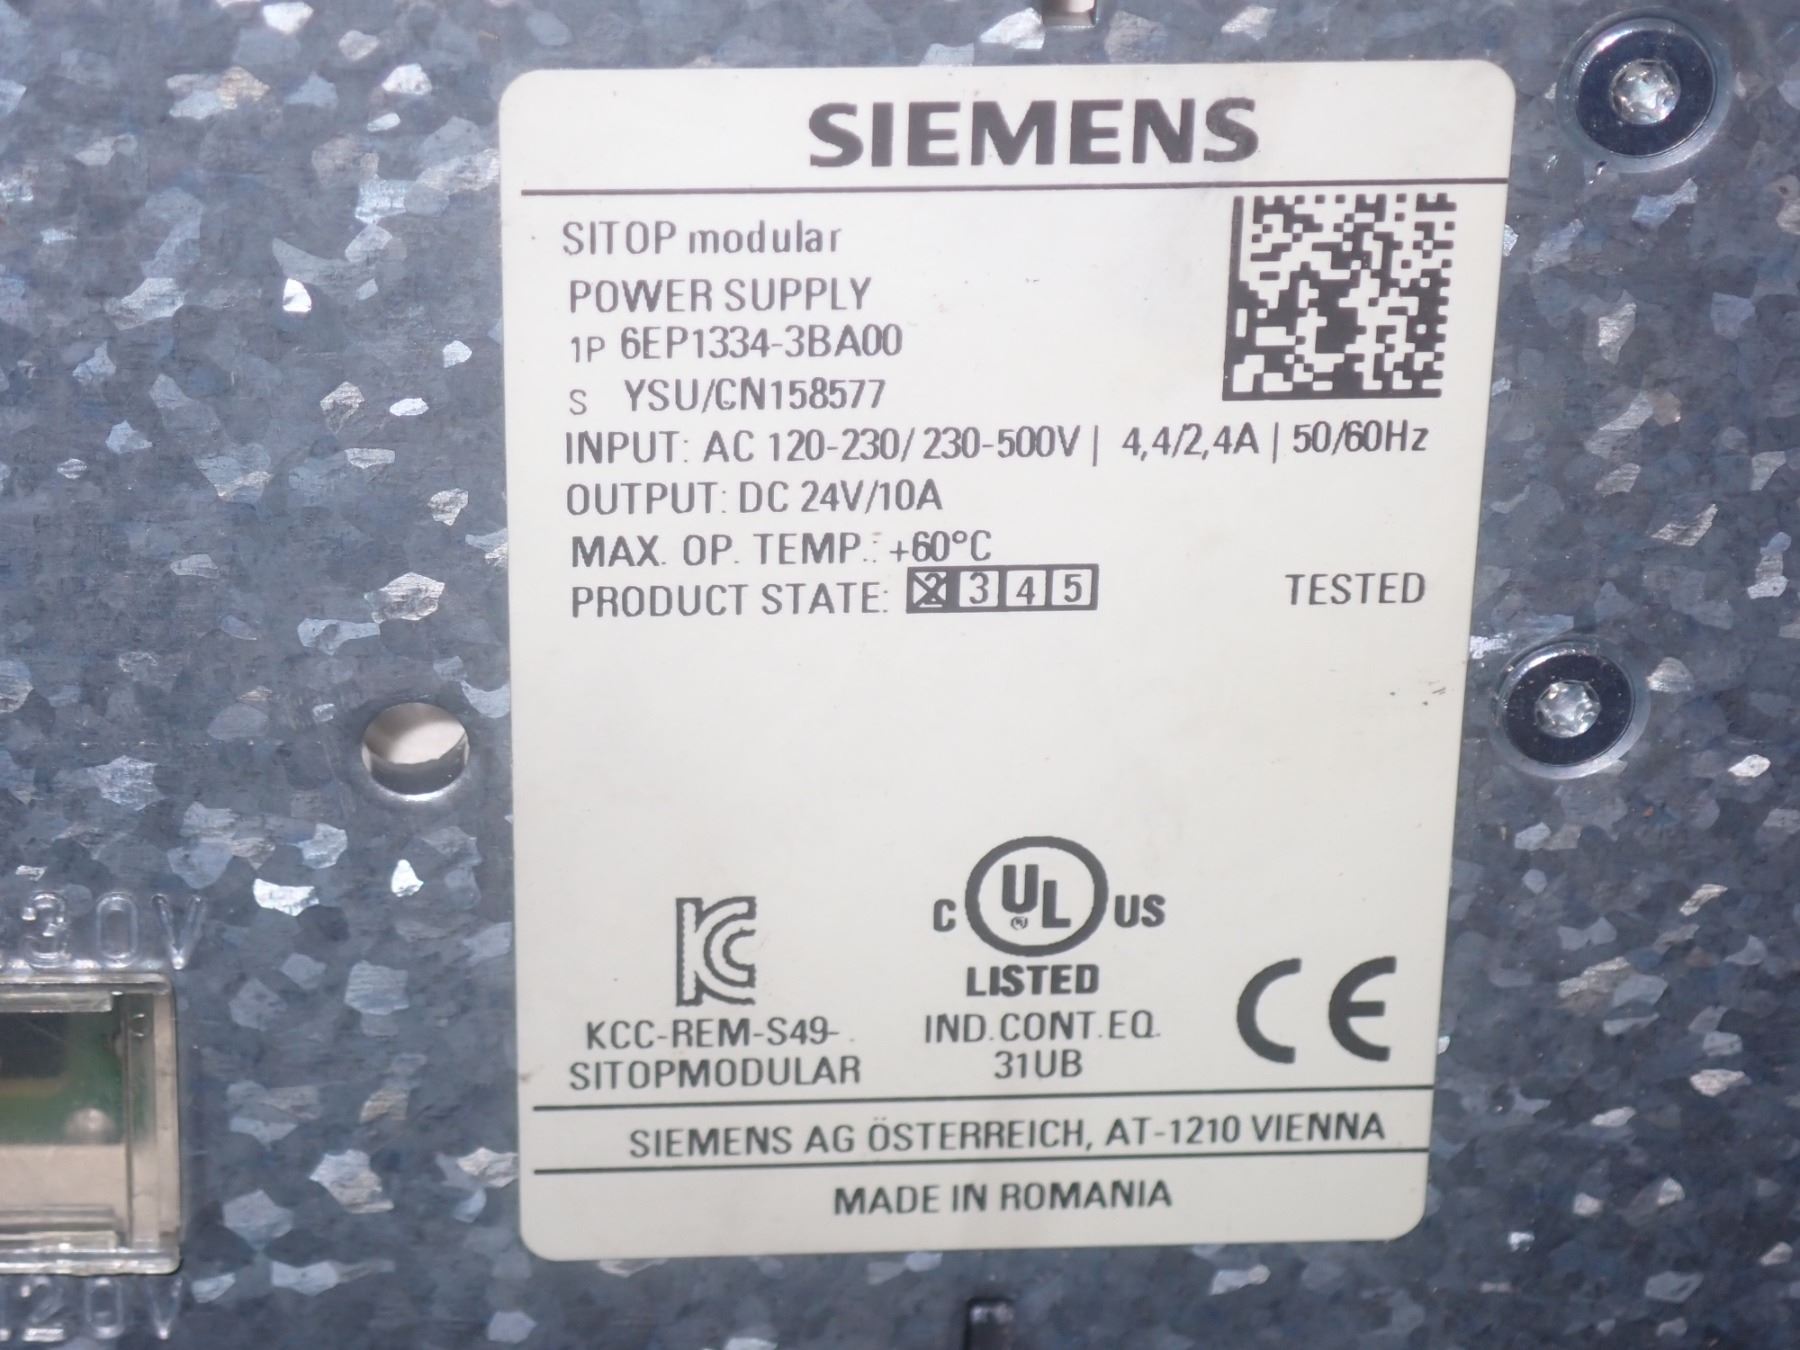 SIEMENS
SITOP modular
POWER SUPPLY
1P 6EP1334-3BA00
S YSU/CN158577
INPUT: AC 120-230/230-500V | 4,4/2,4A | 50/60Hz
OUTPUT: DC 24V/10A
MAX. OP. TEMP.: +60°C
PRODUCT STATE: 2 3 4 5 TESTED
C UL US
LISTED
KCC-REM-S49-
SITOPMODULAR
IND.CONT.EQ.
31UB
CE
SIEMENS AG ÖSTERREICH, AT-1210 VIENNA
MADE IN ROMANIA
30V
120V